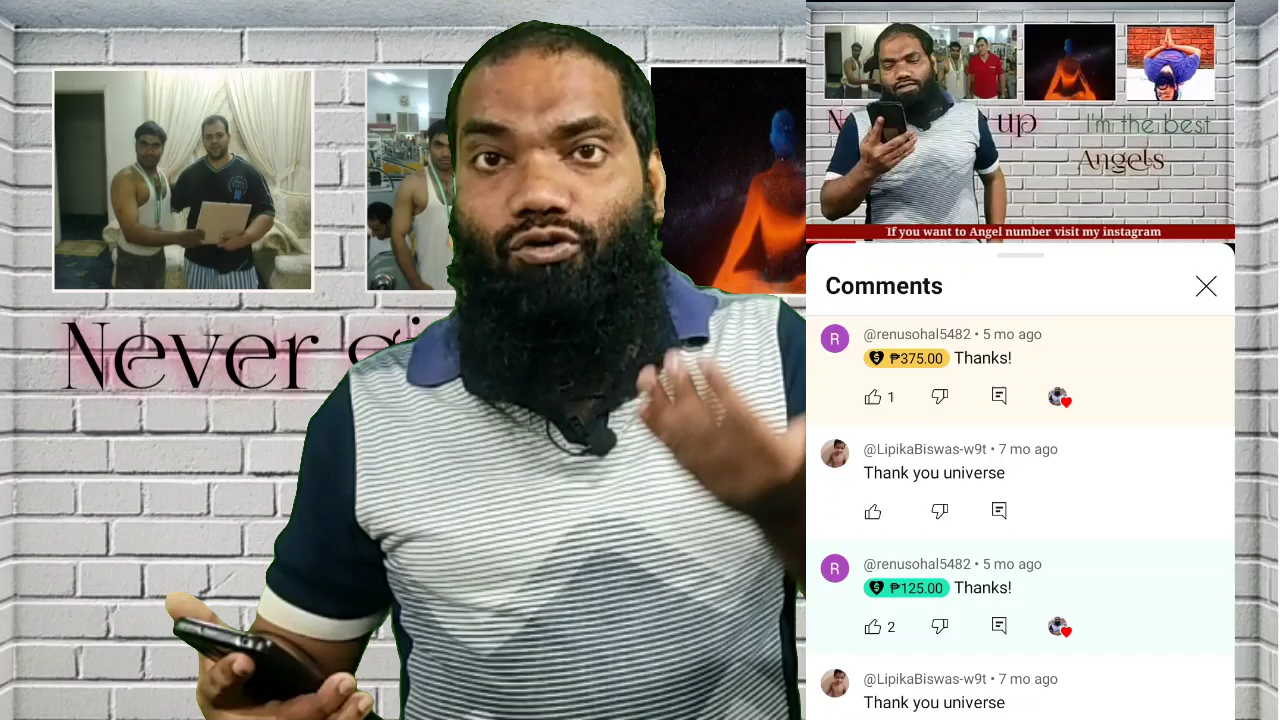 Never gi
N
up
I'm the best
Angels
If you want to Angel number visit my instagram
Comments
R
@renusohal5482 • 5 mo ago
₱375.00 Thanks!
1
@LipikaBiswas-w9t • 7 mo ago
Thank you universe
R
@renusohal5482 • 5 mo ago
₱125.00 Thanks!
2
@LipikaBiswas-w9t • 7 mo ago
Thank you universe